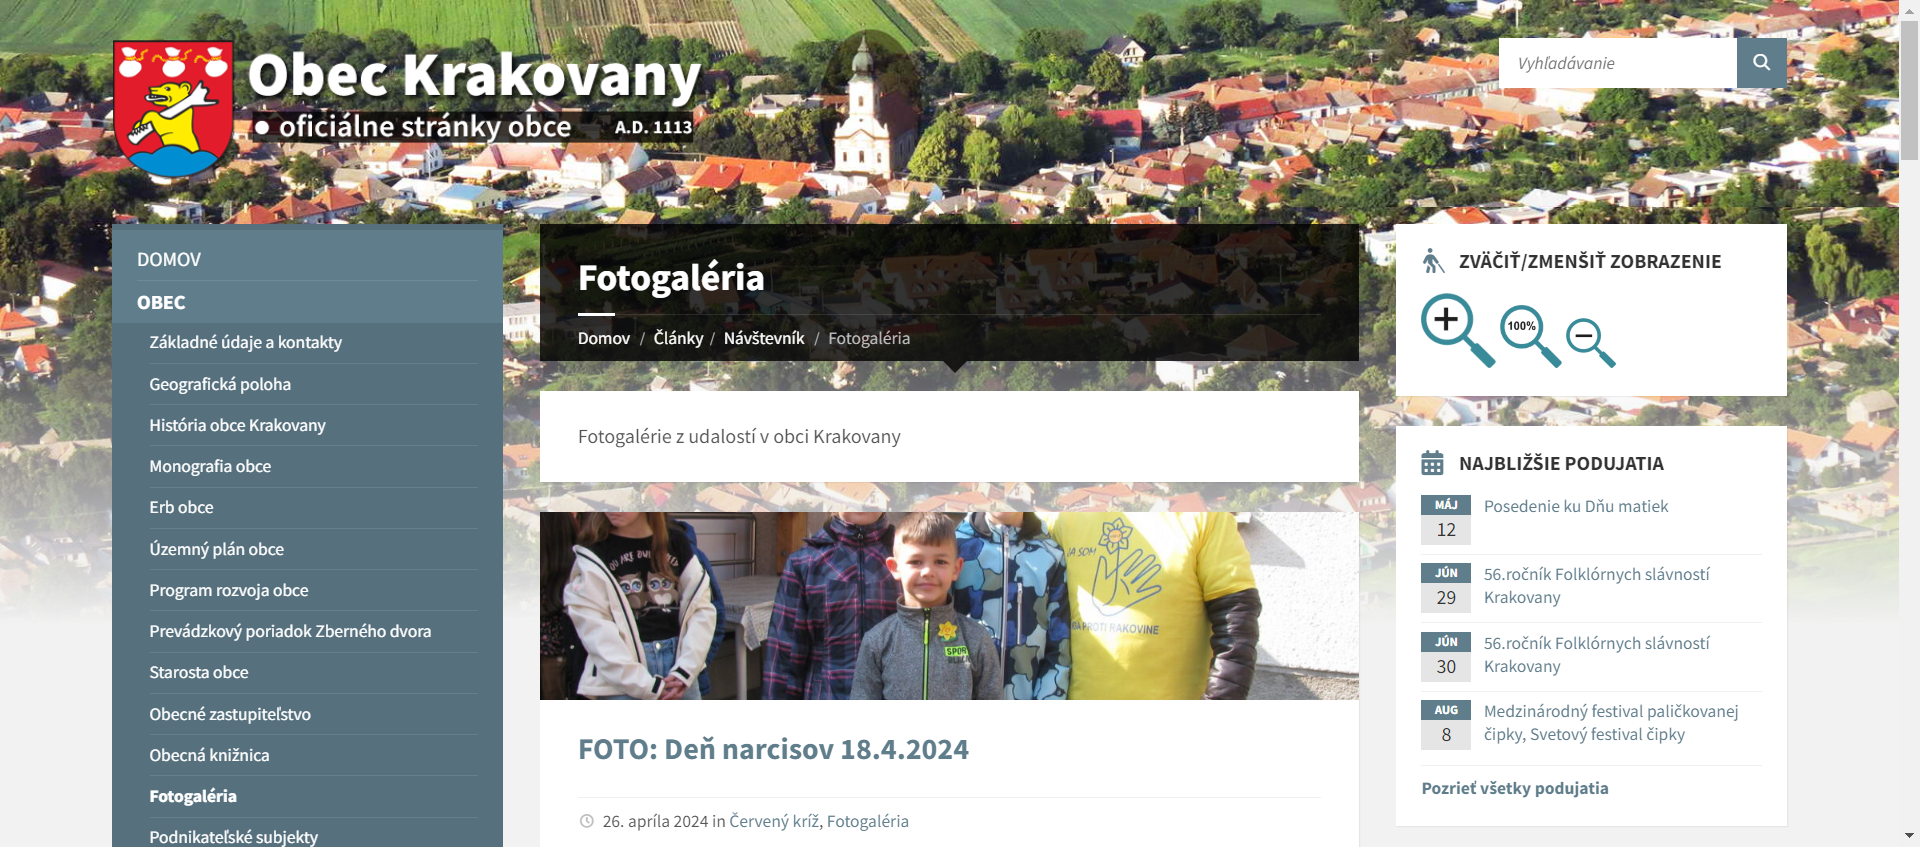 Obec Krakovany
• oficiálne stránky obce A.D. 1113
Vyhľadávanie
DOMOV
OBEC
Základné údaje a kontakty
Geografická poloha
História obce Krakovany
Monografia obce
Erb obce
Územný plán obce
Program rozvoja obce
Prevádzkový poriadok Zberného dvora
Starosta obce
Obecné zastupiteľstvo
Obecná knižnica
Fotogaléria
Podnikateľské subjekty
Fotogaléria
Domov / Články / Návštevník / Fotogaléria
Fotogalérie z udalostí v obci Krakovany
FOTO: Deň narcisov 18.4.2024
26. apríla 2024 in Červený kríž, Fotogaléria
ZVÄČIŤ/ZMENŠIŤ ZOBRAZENIE
100%
NAJBLIŽŠIE PODUJATIA
MÁJ
12
Posedenie ku Dňu matiek
JÚN
29
56.ročník Folklórnych slávností
Krakovany
JÚN
30
56.ročník Folklórnych slávností
Krakovany
AUG
8
Medzinárodný festival paličkovanej
čipky, Svetový festival čipky
Pozrieť všetky podujatia